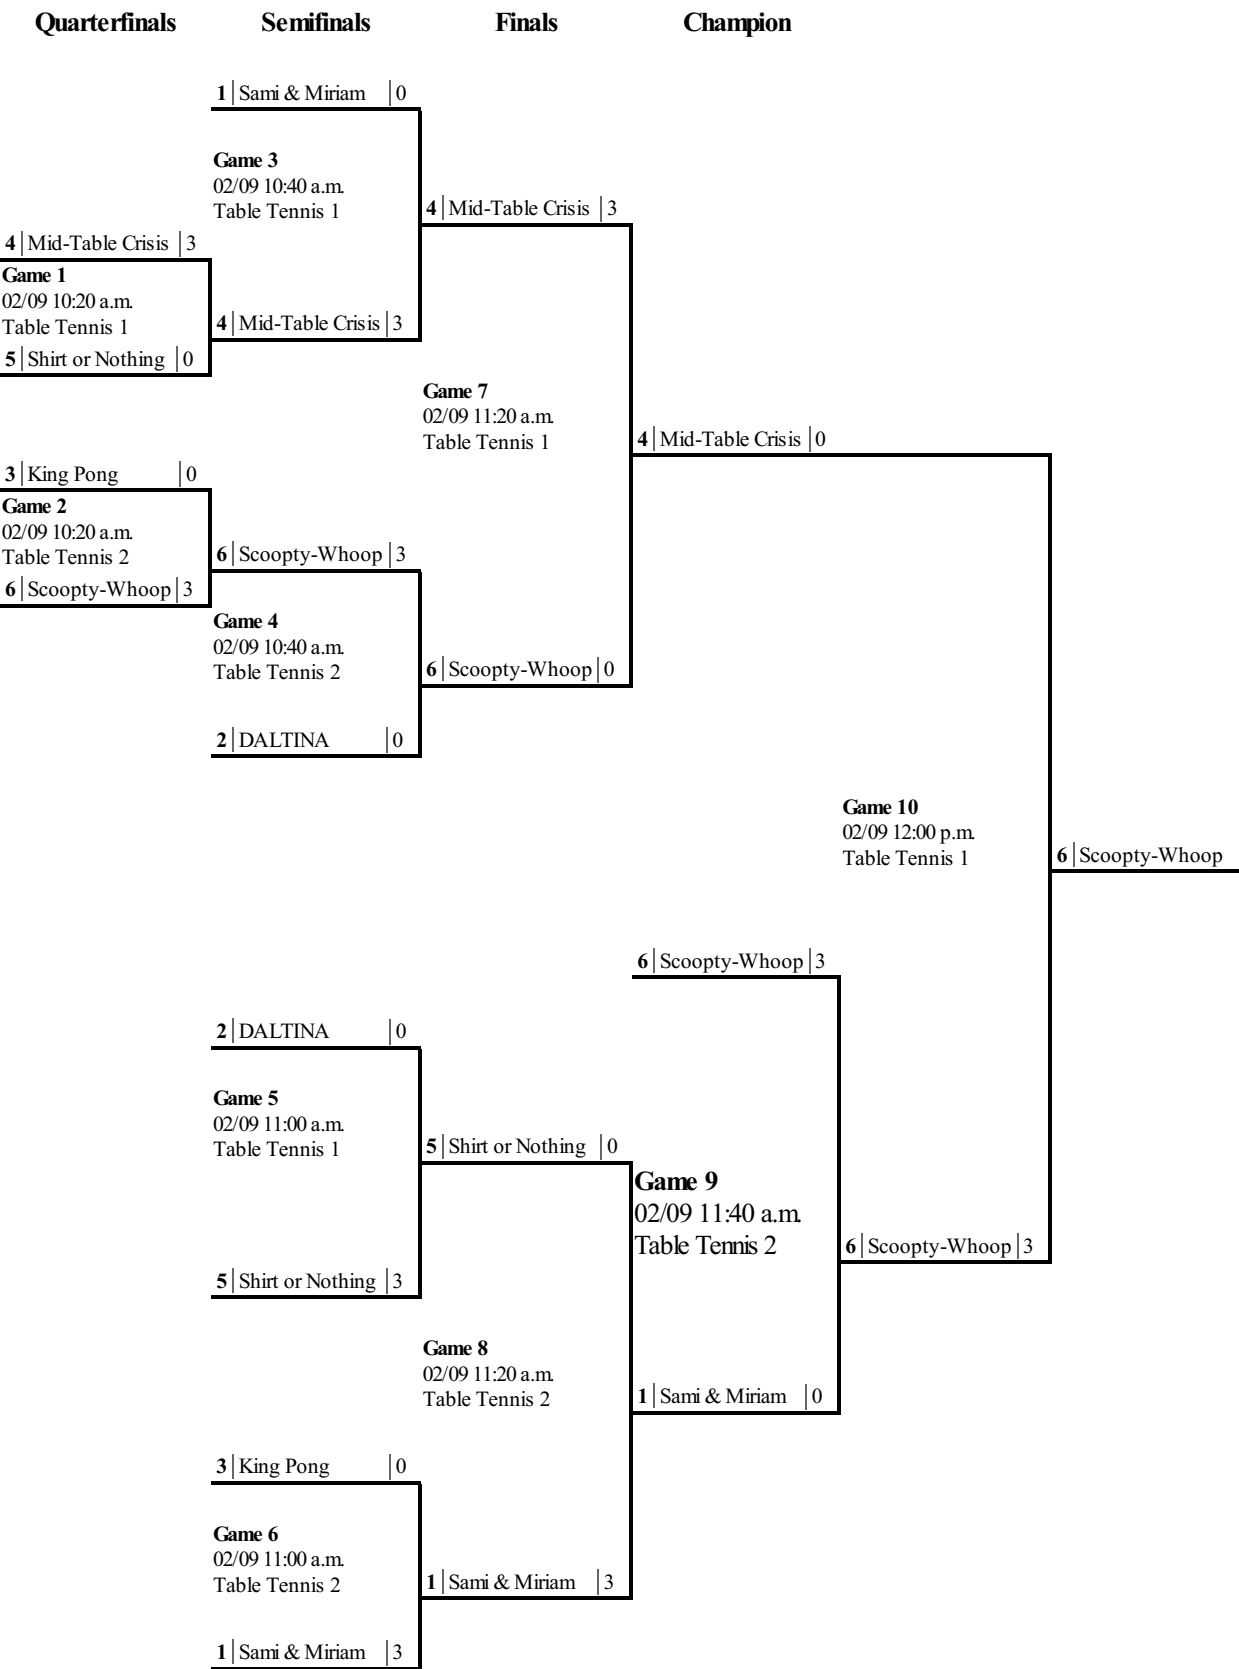 Quarterfinals Semifinals Finals Champion
1 Sami & Miriam 0
Game 3
02/09 10:40 a.m.
Table Tennis 1
4 Mid-Table Crisis 3
4 Mid-Table Crisis 3
Game 1
02/09 10:20 a.m.
Table Tennis 1
4 Mid-Table Crisis 3
5 Shirt or Nothing 0
Game 7
02/09 11:20 a.m.
Table Tennis 1
4 Mid-Table Crisis 0
3 King Pong 0
Game 2
02/09 10:20 a.m.
Table Tennis 2
6 Scoopty-Whoop 3
6 Scoopty-Whoop 3
Game 4
02/09 10:40 a.m.
Table Tennis 2
6 Scoopty-Whoop 0
2 DALTINA 0
Game 10
02/09 12:00 p.m.
Table Tennis 1
6 Scoopty-Whoop
6 Scoopty-Whoop 3
2 DALTINA 0
Game 5
02/09 11:00 a.m.
Table Tennis 1
5 Shirt or Nothing 0
Game 9
02/09 11:40 a.m.
Table Tennis 2
6 Scoopty-Whoop 3
5 Shirt or Nothing 3
Game 8
02/09 11:20 a.m.
Table Tennis 2
1 Sami & Miriam 0
3 King Pong 0
Game 6
02/09 11:00 a.m.
Table Tennis 2
1 Sami & Miriam 3
1 Sami & Miriam 3